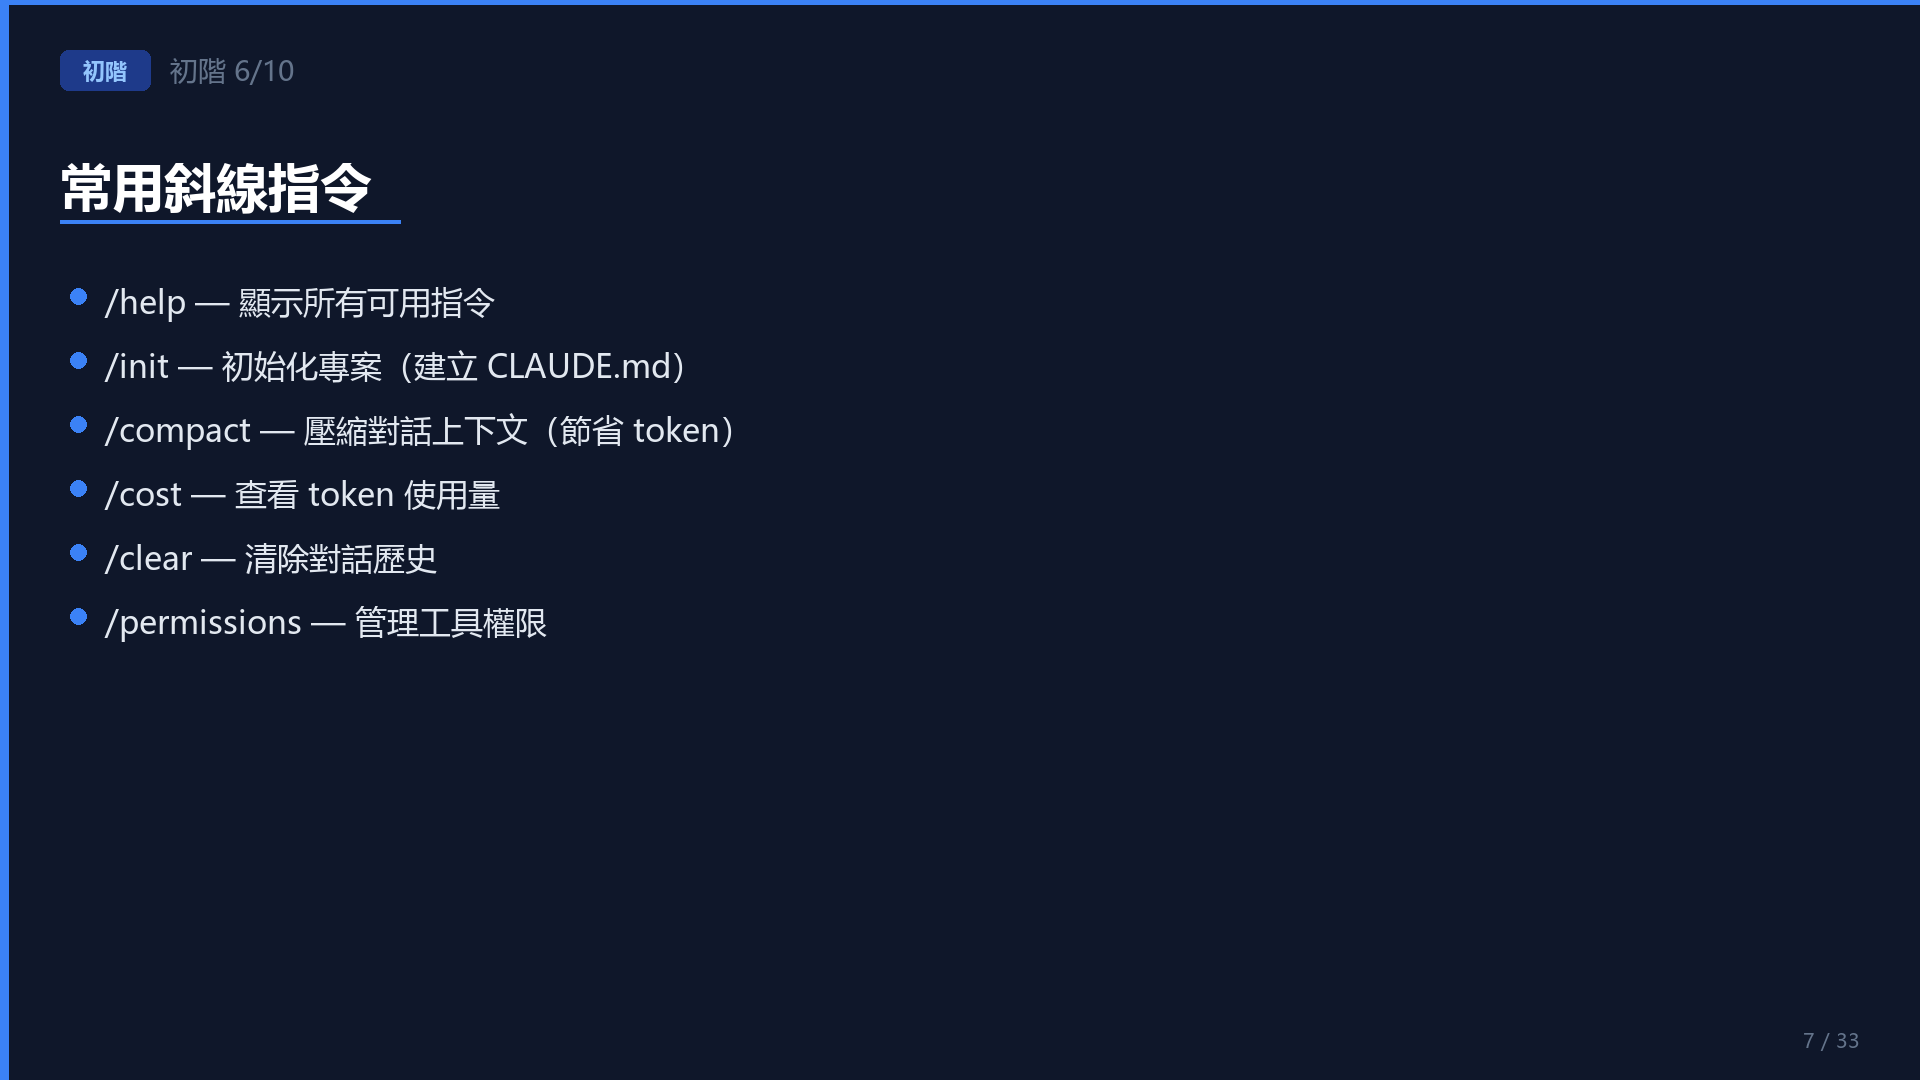 初階 初階 6/10
常用斜線指令
/help — 顯示所有可用指令
/init — 初始化專案（建立 CLAUDE.md）
/compact — 壓縮對話上下文（節省 token）
/cost — 查看 token 使用量
/clear — 清除對話歷史
/permissions — 管理工具權限
7 / 33